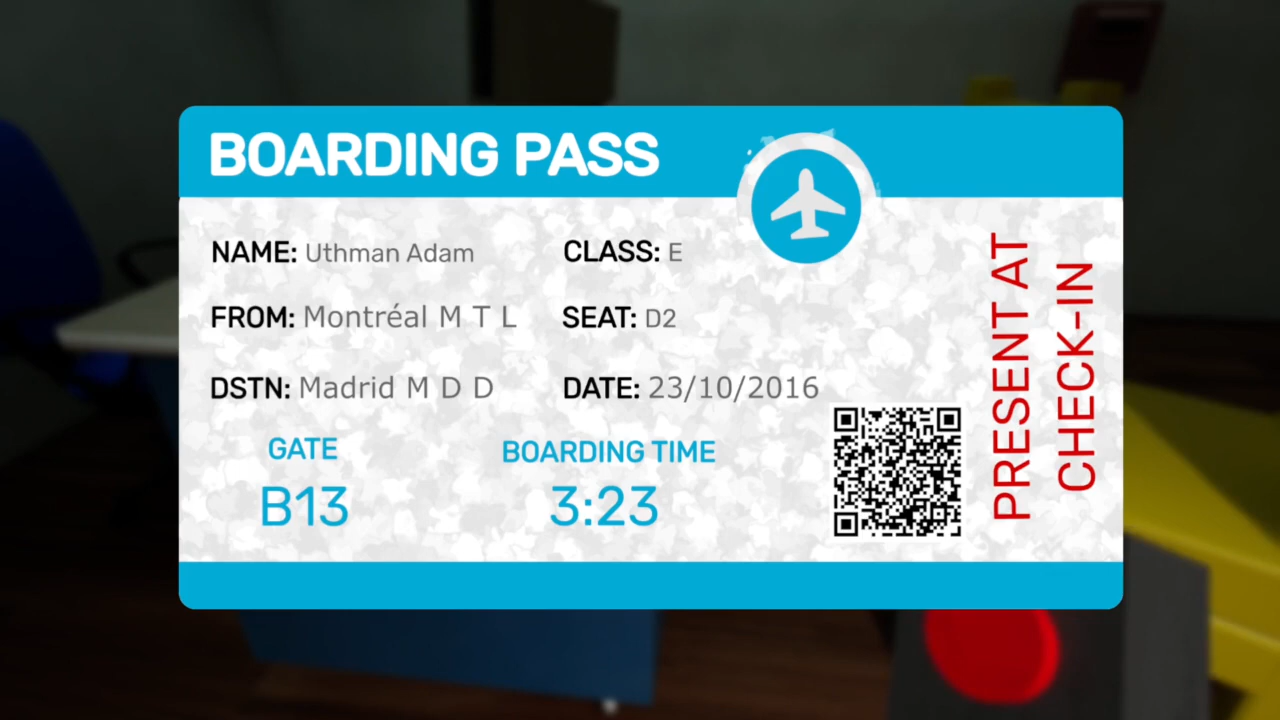 BOARDING PASS
NAME: Uthman Adam
CLASS: E
FROM: Montréal M T L
SEAT: D2
DSTN: Madrid M D D
DATE: 23/10/2016
GATE
B13
BOARDING TIME
3:23
PRESENT AT
CHECK-IN